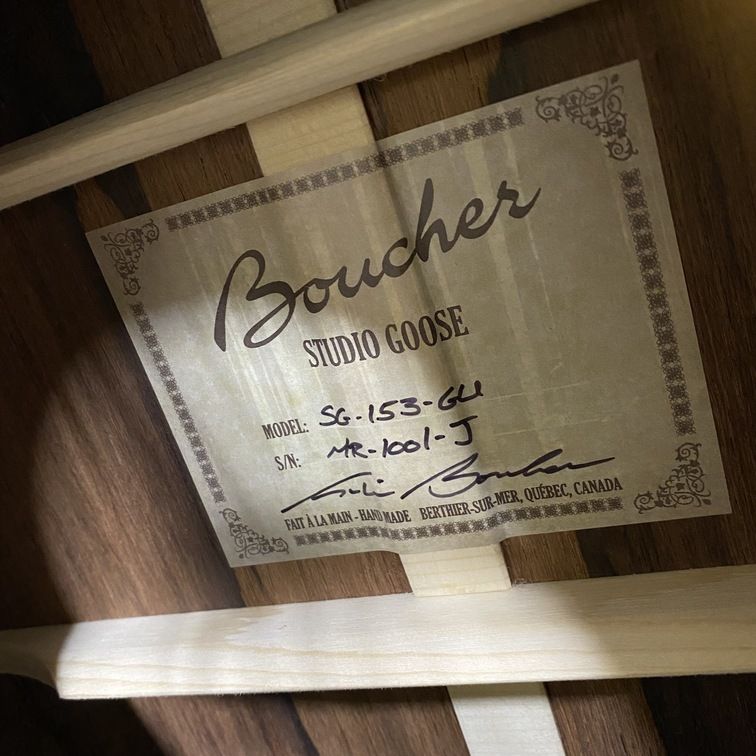 Boucher
STUDIO GOOSE
MODEL: SG-153-GU
S/N: MR-1001-J
Boucher
FAIT À LA MAIN - HAND MADE BERTHIER-SUR-MER, QUÉBEC, CANADA